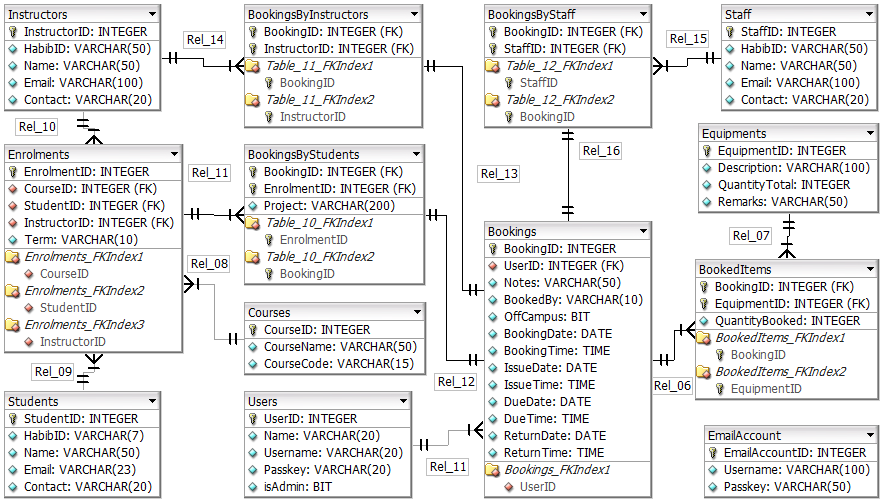 Instructors
InstructorID: INTEGER
HabibID: VARCHAR(50)
Name: VARCHAR(50)
Email: VARCHAR(100)
Contact: VARCHAR(20)
Rel_14
BookingsByInstructors
BookingID: INTEGER (FK)
InstructorID: INTEGER (FK)
Table_11_FKIndex1
BookingID
Table_11_FKIndex2
InstructorID
BookingsByStaff
BookingID: INTEGER (FK)
StaffID: INTEGER (FK)
Table_12_FKIndex1
StaffID
Table_12_FKIndex2
BookingID
Rel_15
Staff
StaffID: INTEGER
HabibID: VARCHAR(50)
Name: VARCHAR(50)
Email: VARCHAR(100)
Contact: VARCHAR(20)
Rel_10
Rel_16
Equipments
EquipmentID: INTEGER
Description: VARCHAR(100)
QuantityTotal: INTEGER
Remarks: VARCHAR(50)
Enrolments
EnrolmentID: INTEGER
CourseID: INTEGER (FK)
StudentID: INTEGER (FK)
InstructorID: INTEGER (FK)
Term: VARCHAR(10)
Enrolments_FKIndex1
CourseID
Enrolments_FKIndex2
StudentID
Enrolments_FKIndex3
InstructorID
Rel_11
BookingsByStudents
BookingID: INTEGER (FK)
EnrolmentID: INTEGER (FK)
Project: VARCHAR(200)
Table_10_FKIndex1
EnrolmentID
Table_10_FKIndex2
BookingID
Rel_13
Rel_08
Rel_07
Bookings
BookingID: INTEGER
UserID: INTEGER (FK)
Notes: VARCHAR(50)
BookedBy: VARCHAR(10)
OffCampus: BIT
BookingDate: DATE
BookingTime: TIME
IssueDate: DATE
IssueTime: TIME
DueDate: DATE
DueTime: TIME
ReturnDate: DATE
ReturnTime: TIME
Bookings_FKIndex1
UserID
BookedItems
BookingID: INTEGER (FK)
EquipmentID: INTEGER (FK)
QuantityBooked: INTEGER
BookedItems_FKIndex1
BookingID
BookedItems_FKIndex2
EquipmentID
Courses
CourseID: INTEGER
CourseName: VARCHAR(50)
CourseCode: VARCHAR(15)
Rel_09
Rel_12
Rel_06
Students
StudentID: INTEGER
HabibID: VARCHAR(7)
Name: VARCHAR(50)
Email: VARCHAR(23)
Contact: VARCHAR(20)
Users
UserID: INTEGER
Name: VARCHAR(20)
Username: VARCHAR(20)
Passkey: VARCHAR(20)
isAdmin: BIT
Rel_11
EmailAccount
EmailAccountID: INTEGER
Username: VARCHAR(100)
Passkey: VARCHAR(50)